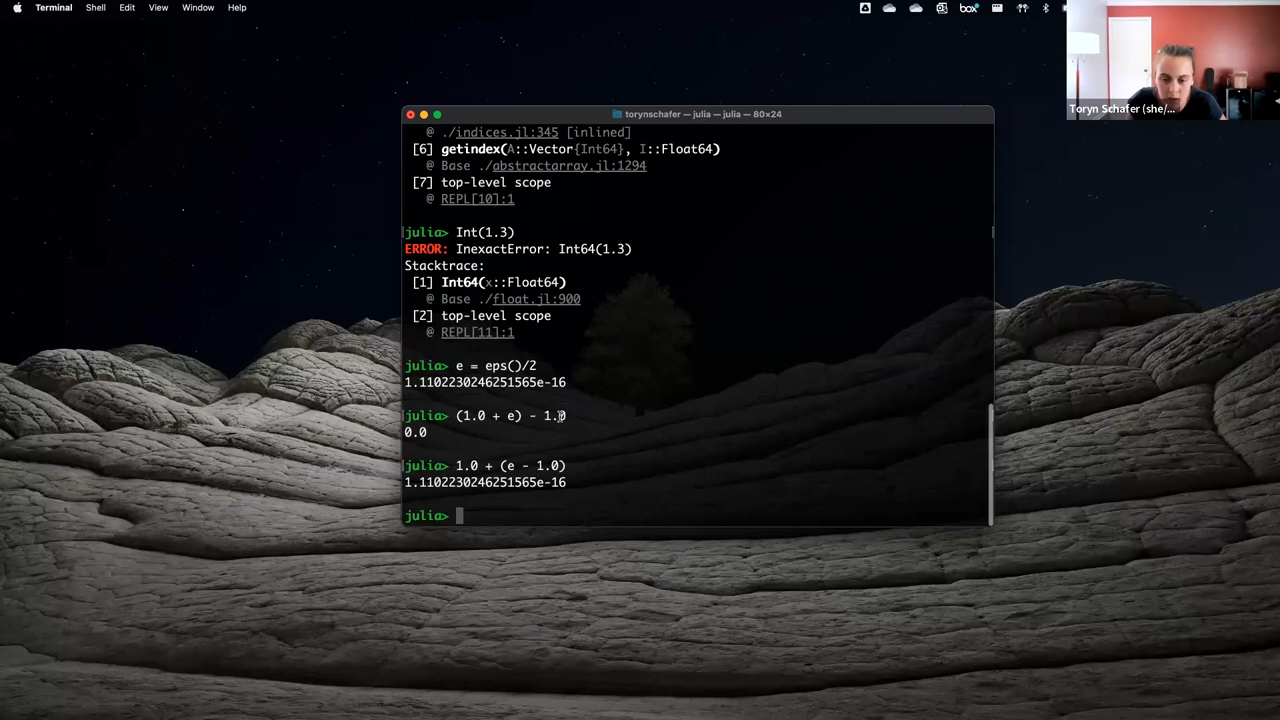 Terminal Shell Edit View Window Help
box
Toryn Schafer (she/...
torynschafer — julia — julia — 80×24
@ ./indices.jl:345 [inlined]
[6] getindex(A::Vector{Int64}, I::Float64)
@ Base ./abstractarray.jl:1294
[7] top-level scope
@ REPL[10]:1
julia> Int(1.3)
ERROR: InexactError: Int64(1.3)
Stacktrace:
[1] Int64(x::Float64)
@ Base ./float.jl:900
[2] top-level scope
@ REPL[11]:1
julia> e = eps()/2
1.1102230246251565e-16
julia> (1.0 + e) - 1.0
0.0
julia> 1.0 + (e - 1.0)
1.1102230246251565e-16
julia>